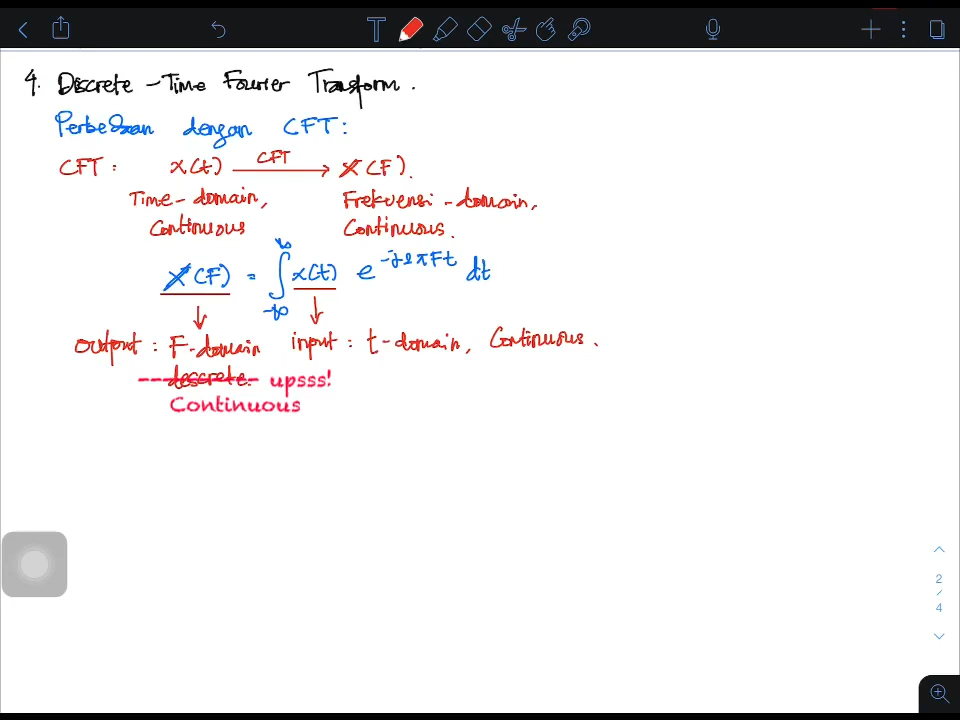 4. Discrete-Time Fourier Transform.
Perbedaan dengan CFT:
CFT: x(t) CFT X(F).
Time-domain, Frekuensi-domain,
Continuous Continuous.
X(F) = ∫_{-∞}^{∞} x(t) e^{-j2πFt} dt
output: F-domain input: t-domain, Continuous.
descrete. upsss!
Continuous
2
4